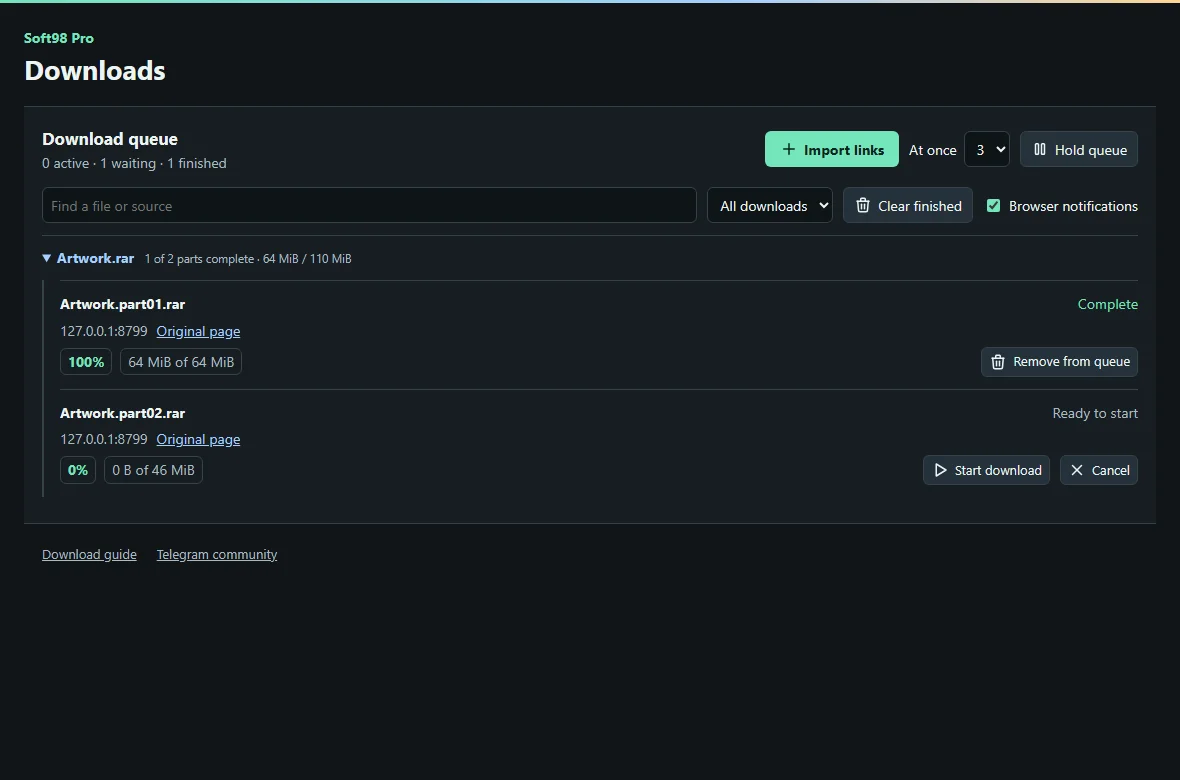 Soft98 Pro
Downloads
Download queue
0 active · 1 waiting · 1 finished
Import links
At once
3
Hold queue
Find a file or source
All downloads
Clear finished
Browser notifications
Artwork.rar 1 of 2 parts complete · 64 MiB / 110 MiB
Artwork.part01.rar
Complete
127.0.0.1:8799 Original page
100% 64 MiB of 64 MiB
Remove from queue
Artwork.part02.rar
Ready to start
127.0.0.1:8799 Original page
0% 0 B of 46 MiB
Start download
Cancel
Download guide
Telegram community